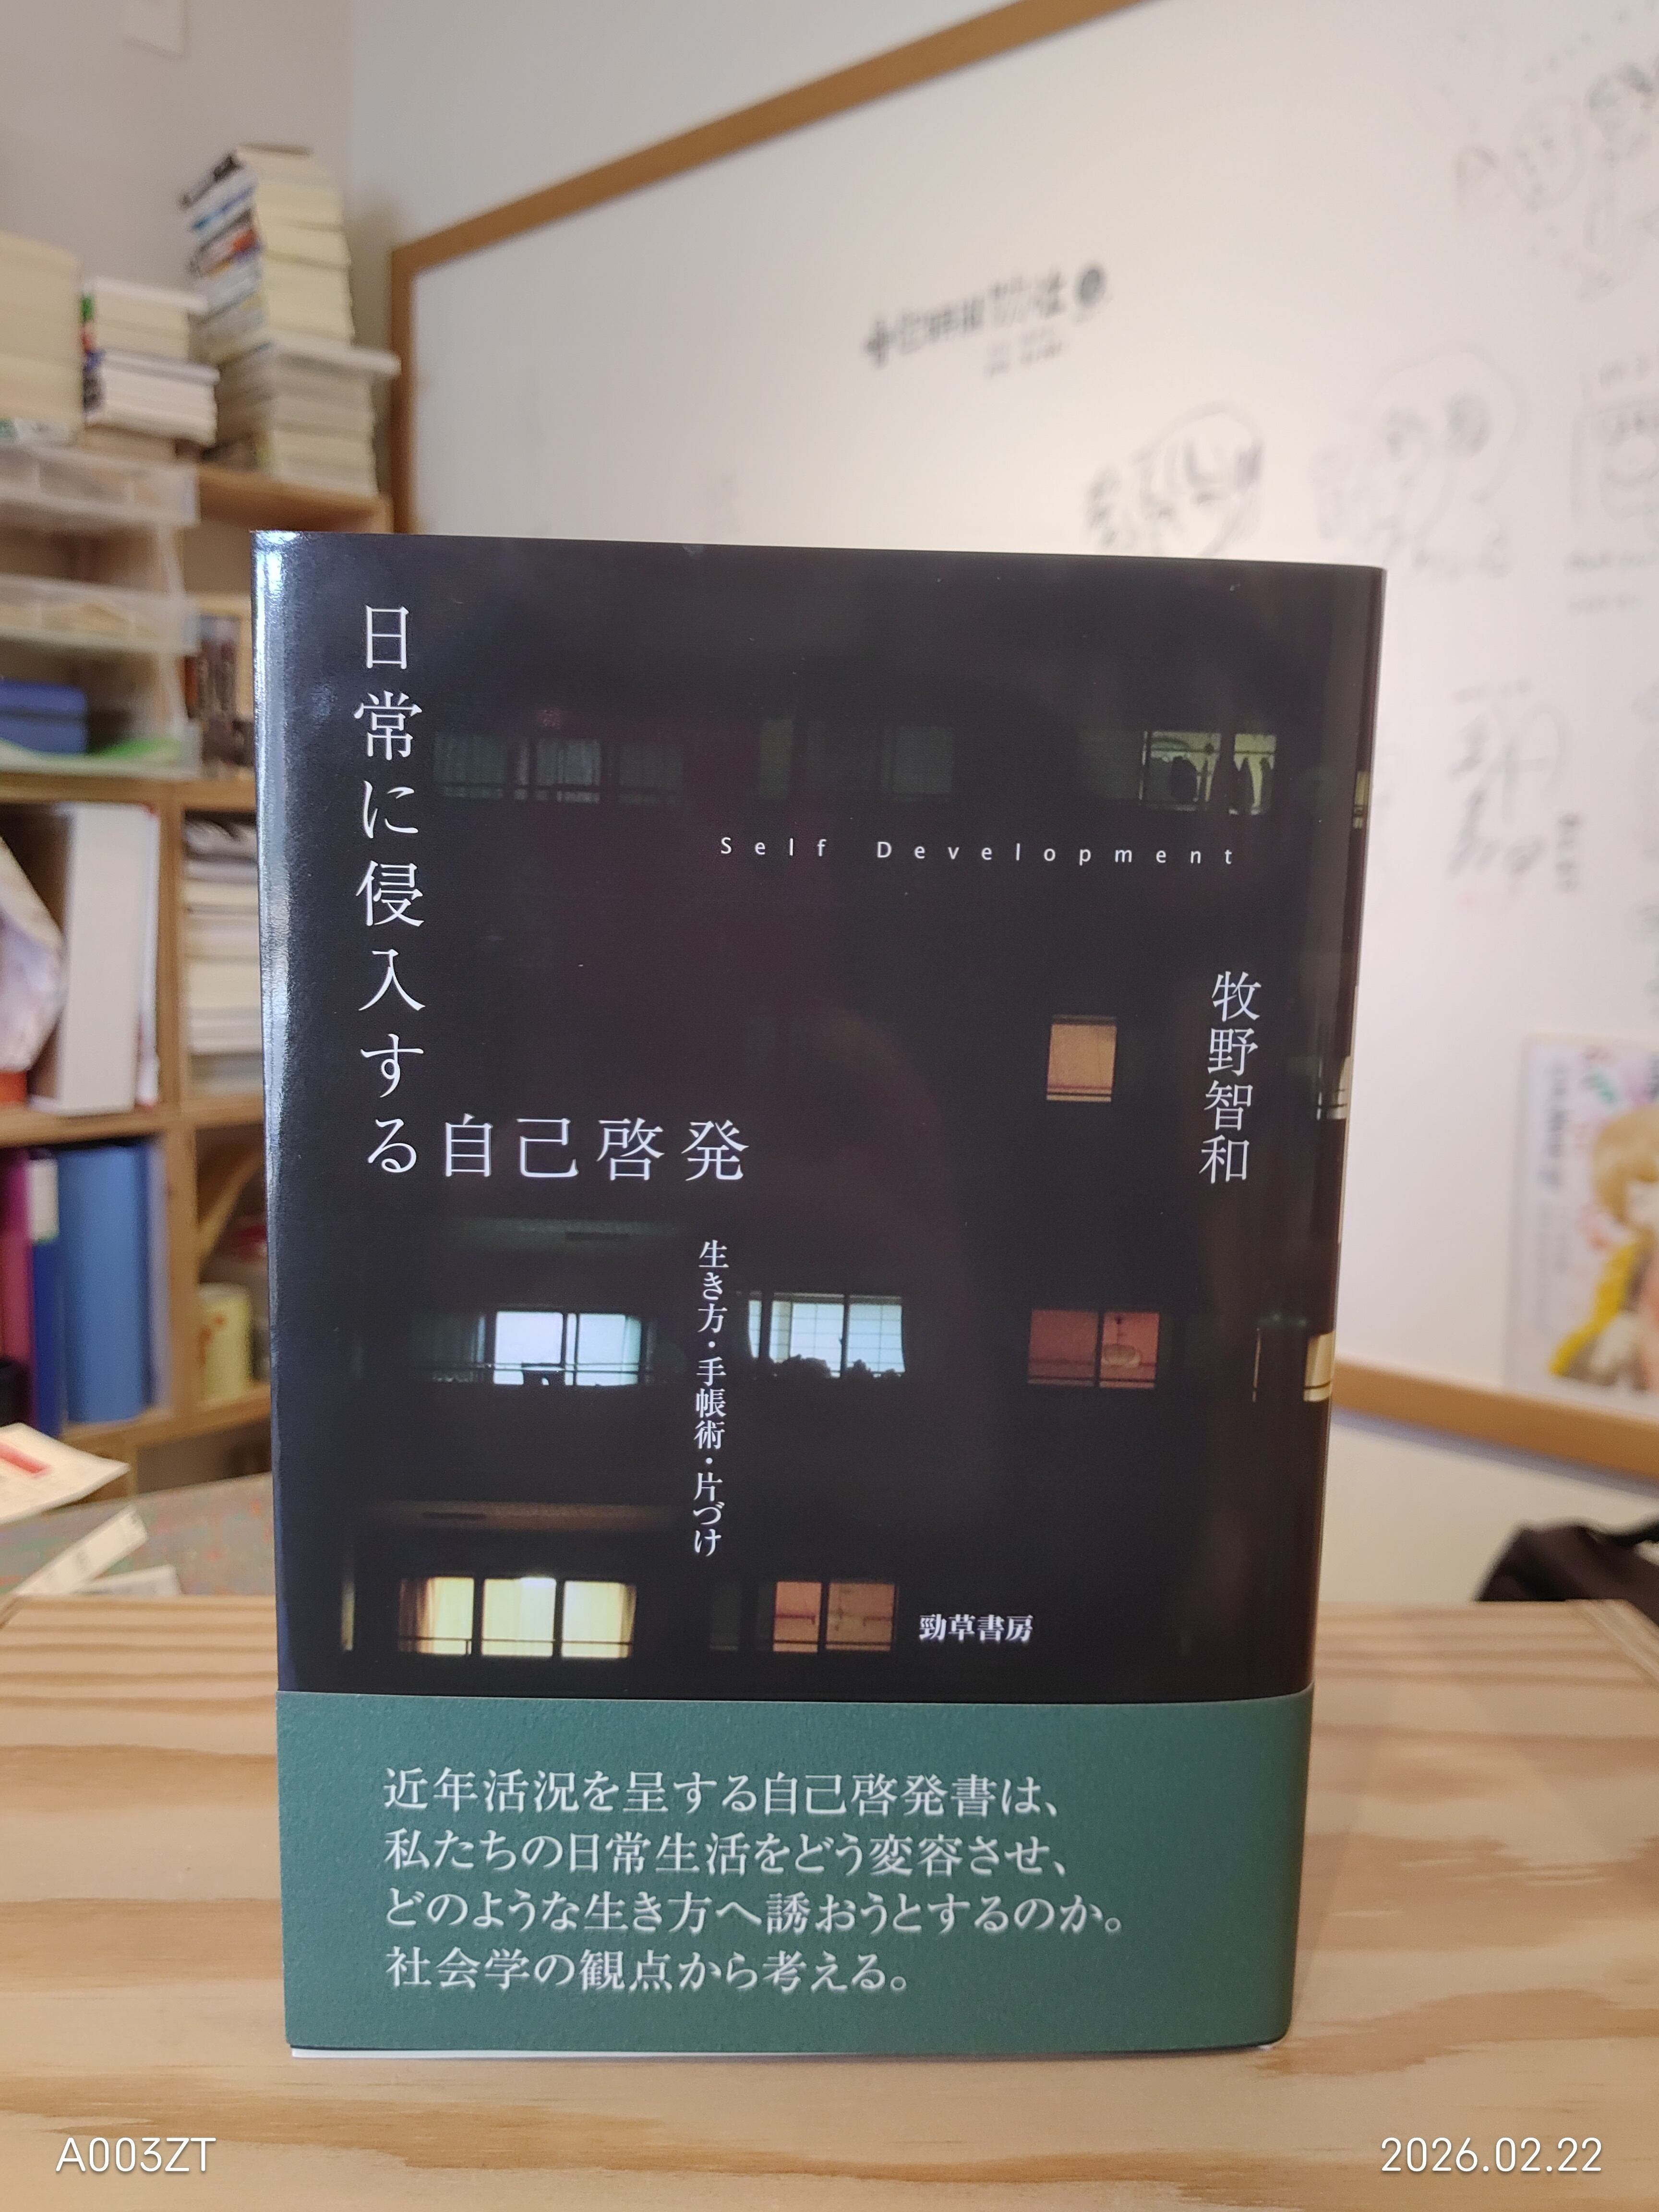 日常に侵入する
自己啓発
Self Development
牧野智和
生き方・手帳術・片づけ
勁草書房
近年活況を呈する自己啓発書は、
私たちの日常生活をどう変容させ、
どのような生き方へ誘おうとするのか。
社会学の観点から考える。
A003ZT
2026.02.22